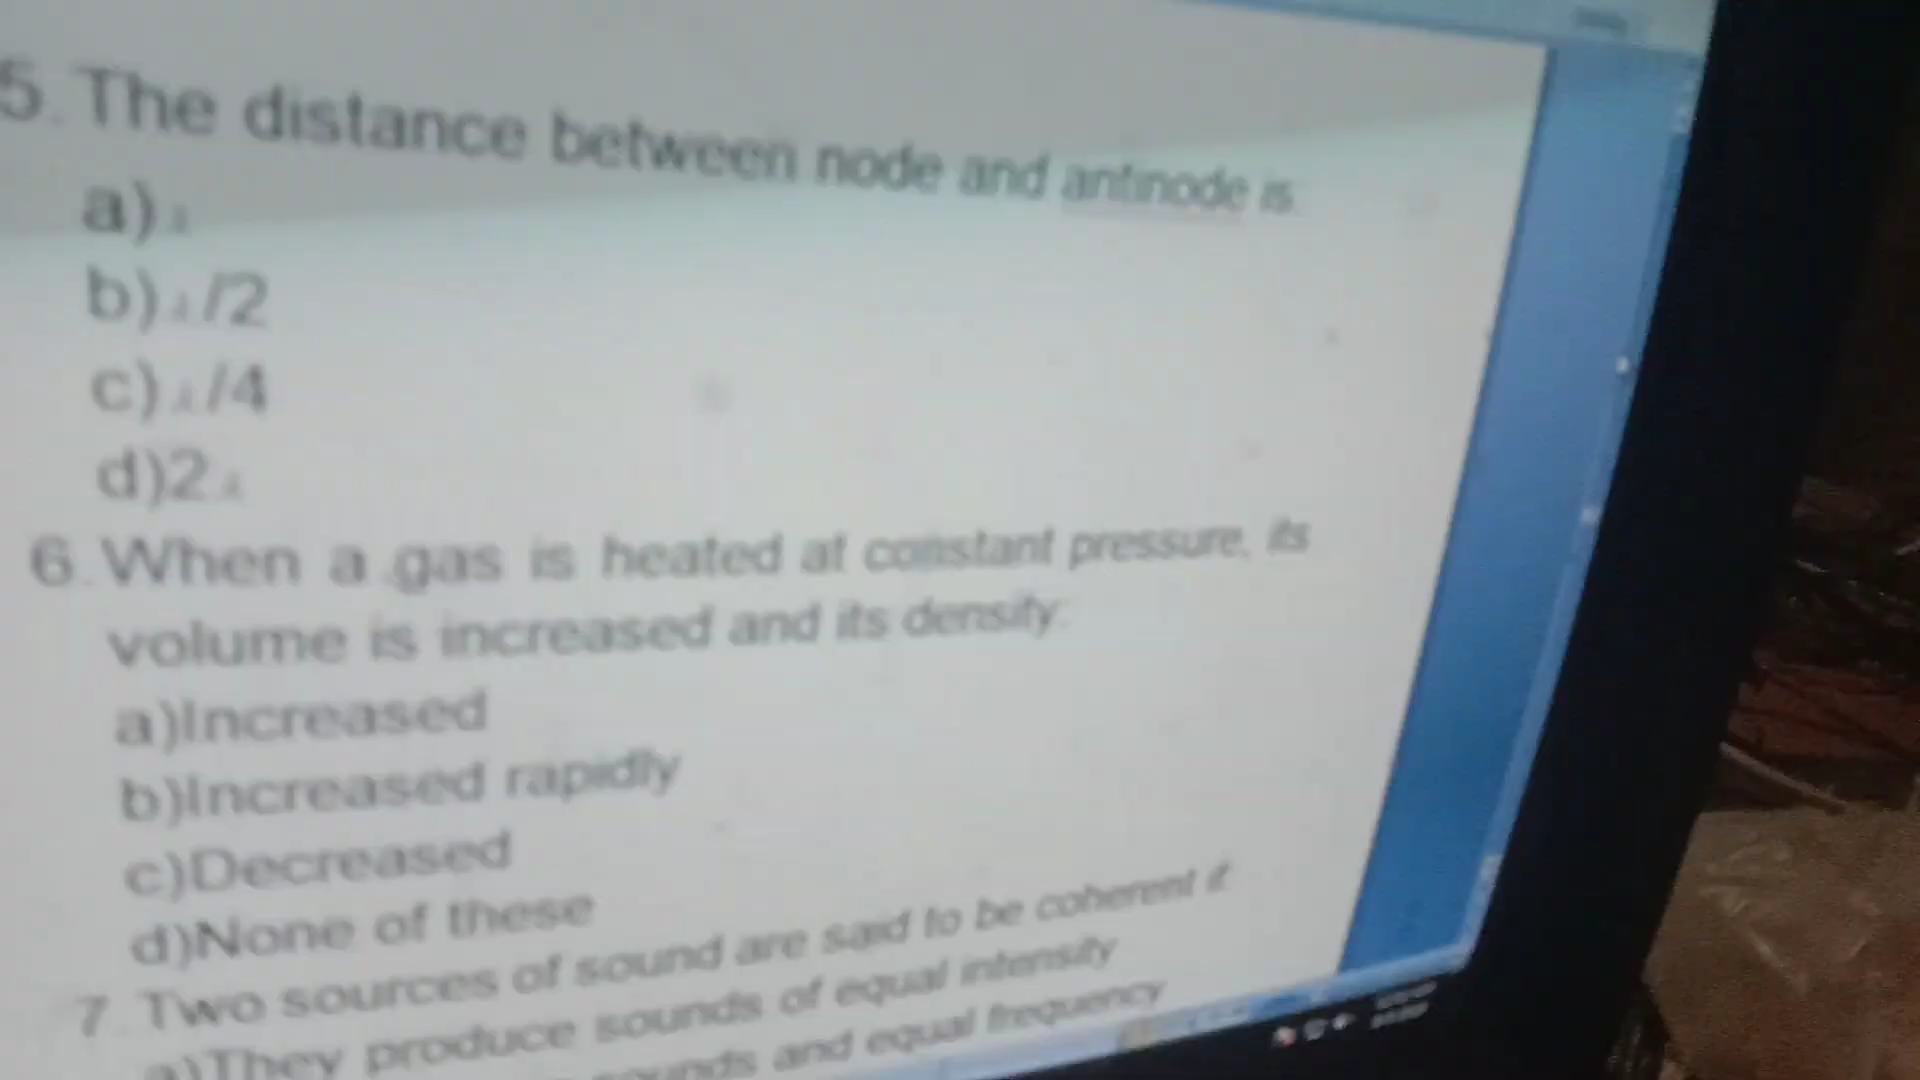 5. The distance between node and antinode is
a) λ
b) λ /2
c) λ /4
d)2 λ
6. When a gas is heated at constant pressure, its
volume is increased and its density:
a)Increased
b)Increased rapidly
c)Decreased
d)None of these
7. Two sources of sound are said to be coherent if
a)They produce sounds of equal intensity
sounds and equal frequency